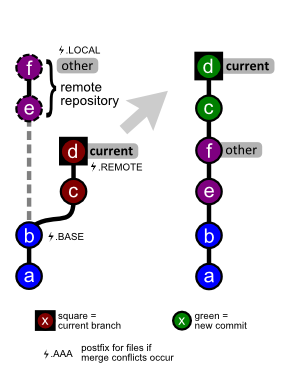 ⚡.LOCAL
f other
e remote
repository
d current
⚡.REMOTE
c
b ⚡.BASE
a
d current
c
f other
e
b
a
x square =
current branch
x green =
new commit
⚡.AAA postfix for files if
merge conflicts occur